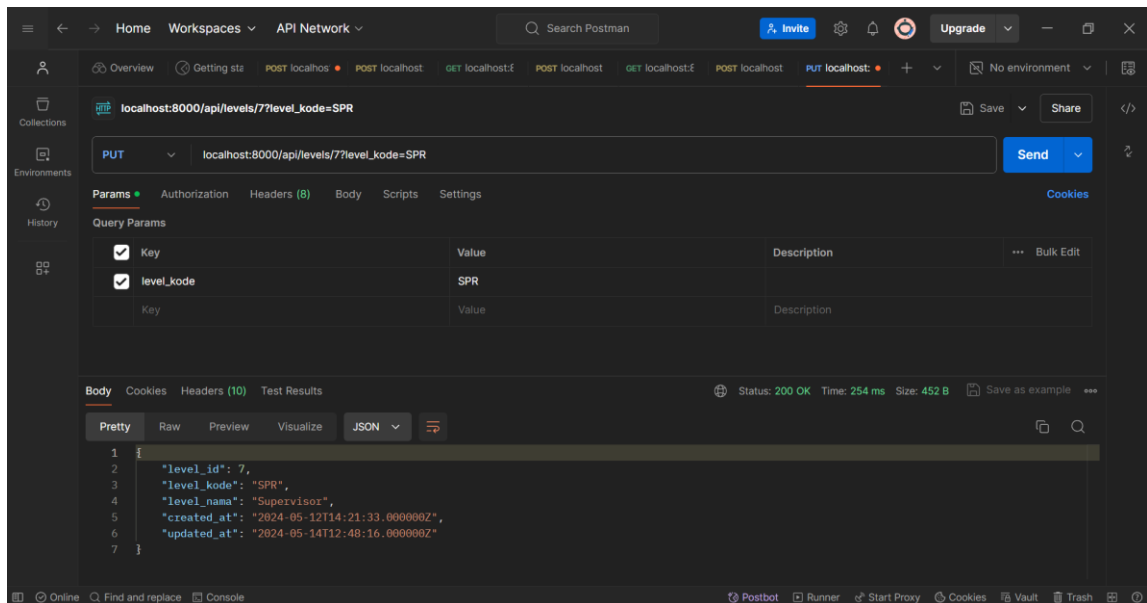 Home Workspaces API Network Search Postman Invite Upgrade
Overview Getting sta POST localhos POST localhost GET localhost:8 POST localhost GET localhost:8 POST localhost PUT localhost: No environment
HTTP localhost:8000/api/levels/7?level_kode=SPR Save Share
Collections
PUT localhost:8000/api/levels/7?level_kode=SPR Send
Environments
Params Authorization Headers (8) Body Scripts Settings Cookies
History
Query Params
Key Value Description Bulk Edit
level_kode SPR
Key Value Description
Body Cookies Headers (10) Test Results Status: 200 OK Time: 254 ms Size: 452 B Save as example
Pretty Raw Preview Visualize JSON
1 {
2 "level_id": 7,
3 "level_kode": "SPR",
4 "level_nama": "Supervisor",
5 "created_at": "2024-05-12T14:21:33.000000Z",
6 "updated_at": "2024-05-14T12:48:16.000000Z"
7 }
Online Find and replace Console Postbot Runner Start Proxy Cookies Vault Trash